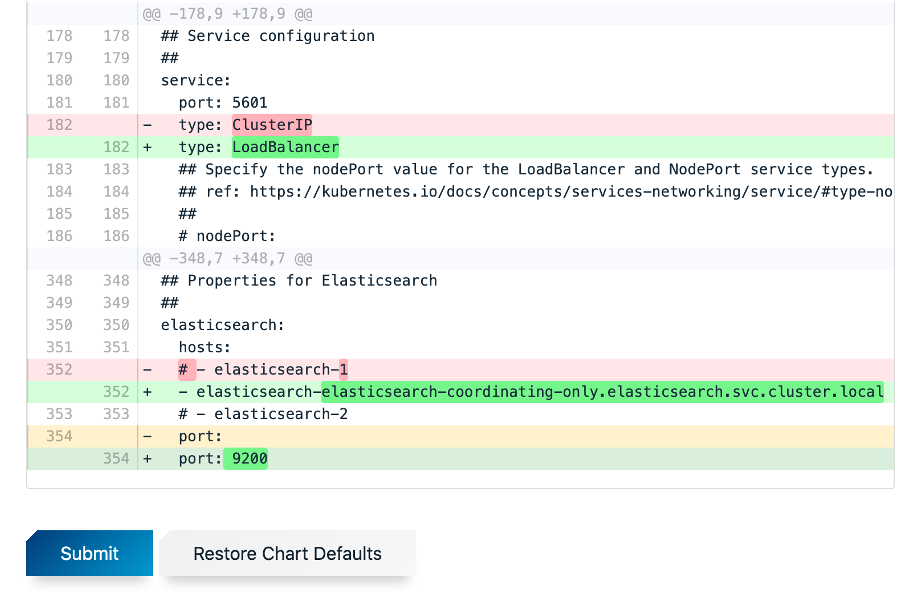 @@ -178,9 +178,9 @@
178 178 ## Service configuration
179 179 ##
180 180 service:
181 181 port: 5601
182 - type: ClusterIP
182 + type: LoadBalancer
183 183 ## Specify the nodePort value for the LoadBalancer and NodePort service types.
184 184 ## ref: https://kubernetes.io/docs/concepts/services-networking/service/#type-no
185 185 ##
186 186 # nodePort:
@@ -348,7 +348,7 @@
348 348 ## Properties for Elasticsearch
349 349 ##
350 350 elasticsearch:
351 351 hosts:
352 - # - elasticsearch-1
352 + - elasticsearch-elasticsearch-coordinating-only.elasticsearch.svc.cluster.local
353 353 # - elasticsearch-2
354 - port:
354 + port: 9200
Submit
Restore Chart Defaults